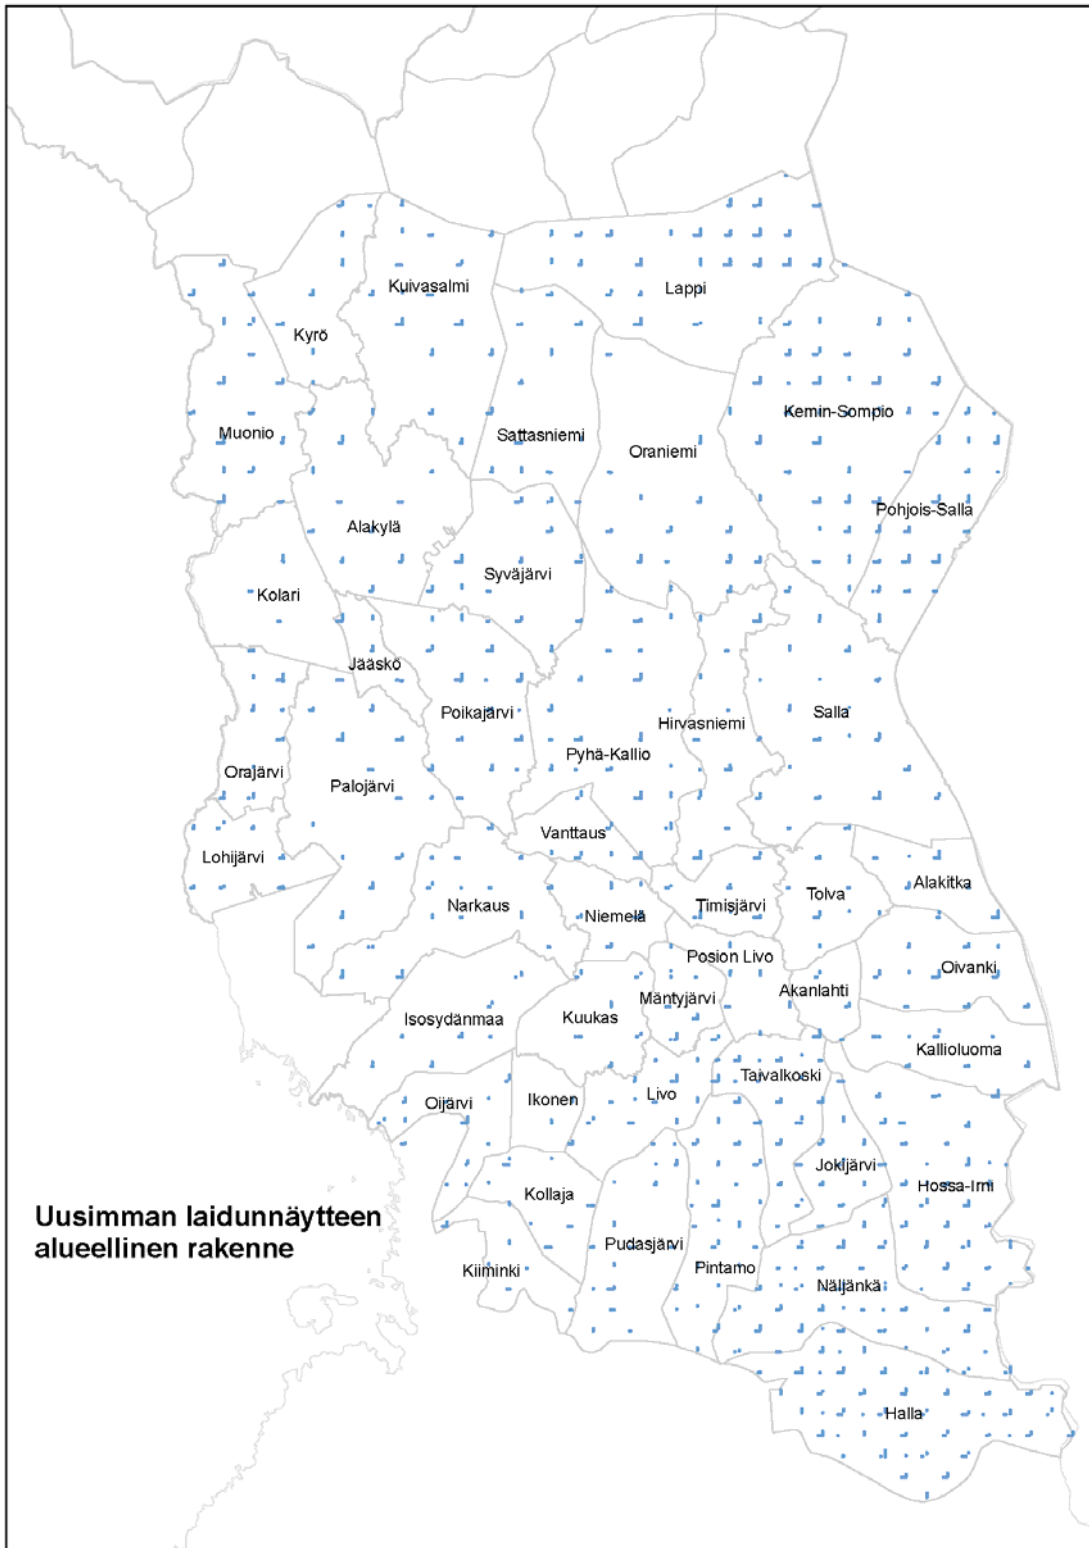 Kuivasalmi
Lappi
Kyrö
Kemin-Sompio
Muonio
Sattasniemi
Oraniemi
Pohjois-Salla
Alakylä
Syväjärvi
Kolari
Jääskö
Poikajärvi
Hirvasniemi
Salla
Pyhä-Kallio
Orajärvi
Palojärvi
Vanttaus
Lohijärvi
Alakitka
Tolva
Narkaus
Niemelä
Timisjärvi
Posion Livo
Oivanki
Akanlahti
Mäntyjärvi
Isosydänmaa
Kuukas
Kallioluoma
Taivalkoski
Livo
Ikonen
Oijärvi
Jokijärvi
Hossa-Irni
Kollaja
Uusimman laidunnäytteen
alueellinen rakenne
Pudasjärvi
Pintamo
Kiiminki
Näljänkä
Halla